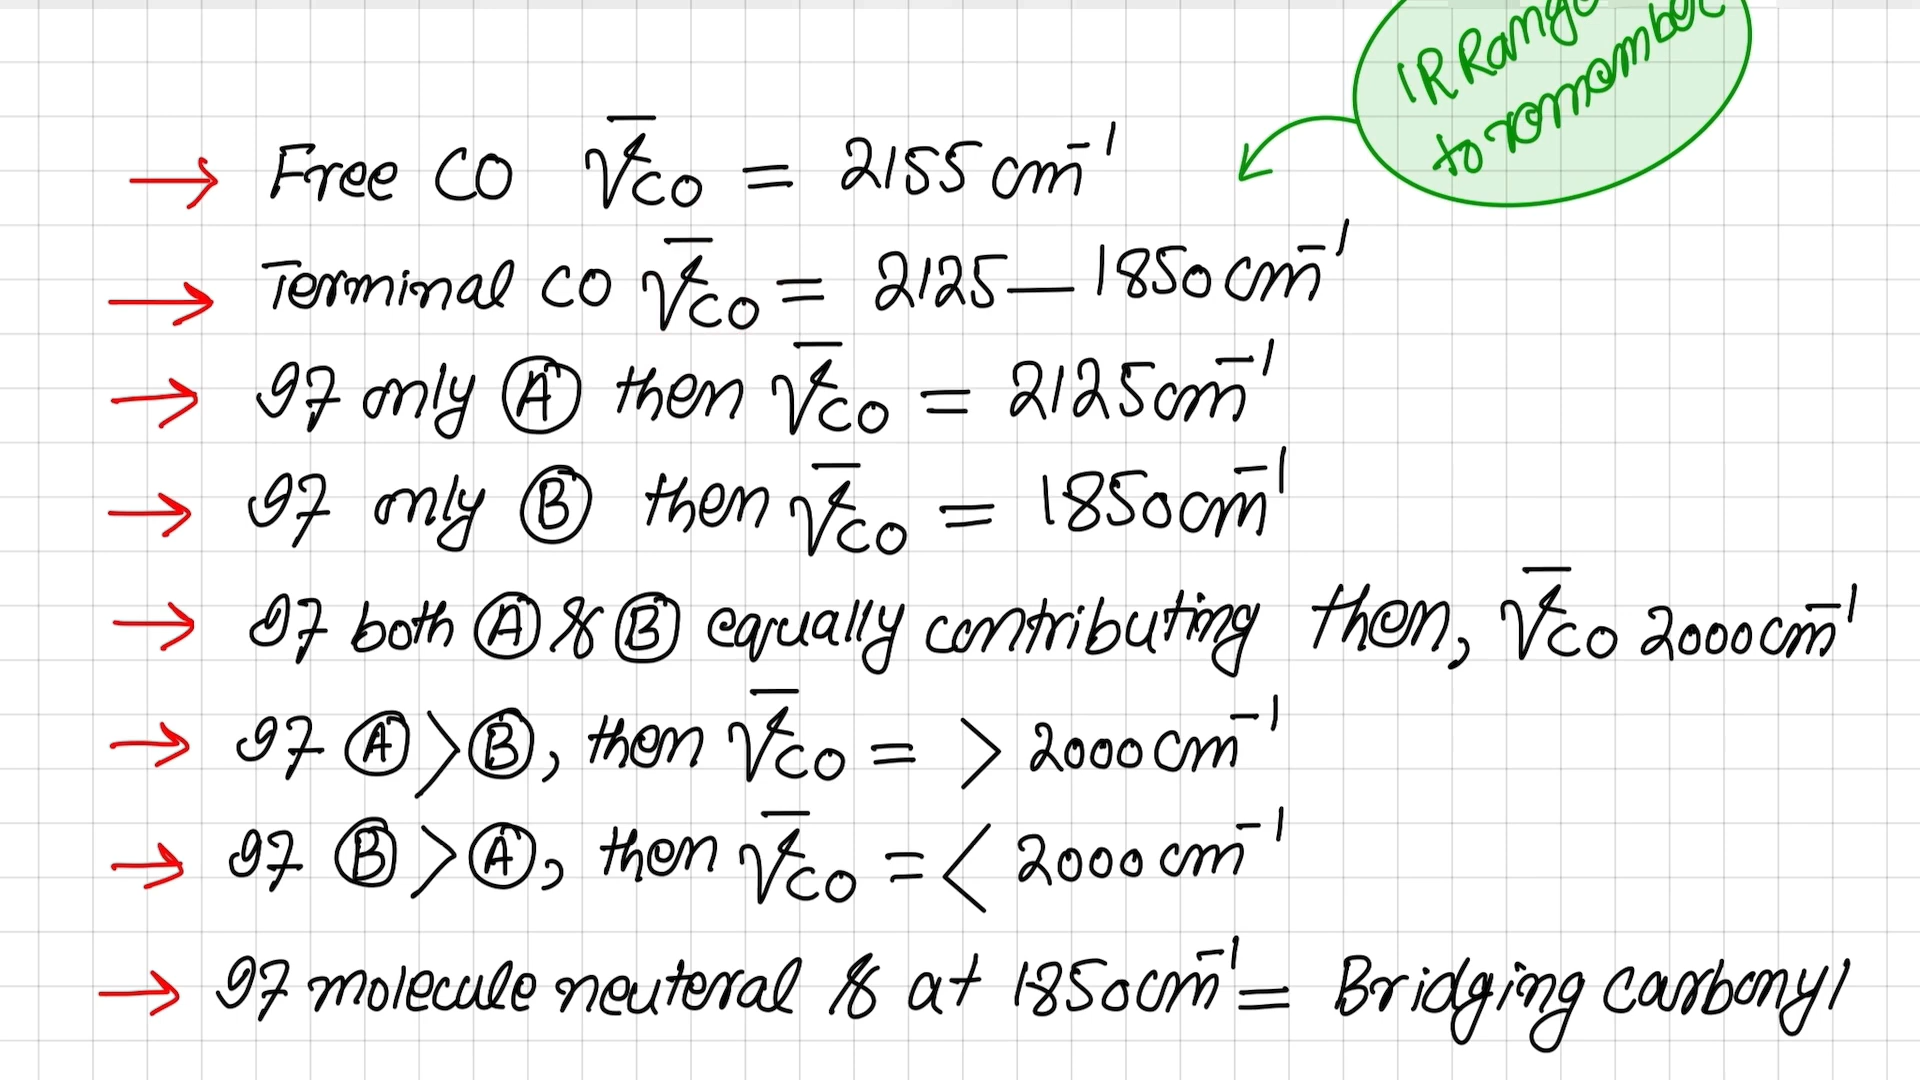 IR Range
to remember
→ Free CO ν̅CO = 2155 cm⁻¹
→ Terminal CO ν̅CO = 2125 — 1850 cm⁻¹
→ If only Ⓐ then ν̅CO = 2125 cm⁻¹
→ If only Ⓑ then ν̅CO = 1850 cm⁻¹
→ If both Ⓐ & Ⓑ equally contributing then, ν̅CO 2000 cm⁻¹
→ If Ⓐ > Ⓑ, then ν̅CO = > 2000 cm⁻¹
→ If Ⓑ > Ⓐ, then ν̅CO = < 2000 cm⁻¹
→ If molecule neuteral & at 1850 cm⁻¹ = Bridging carbonyl